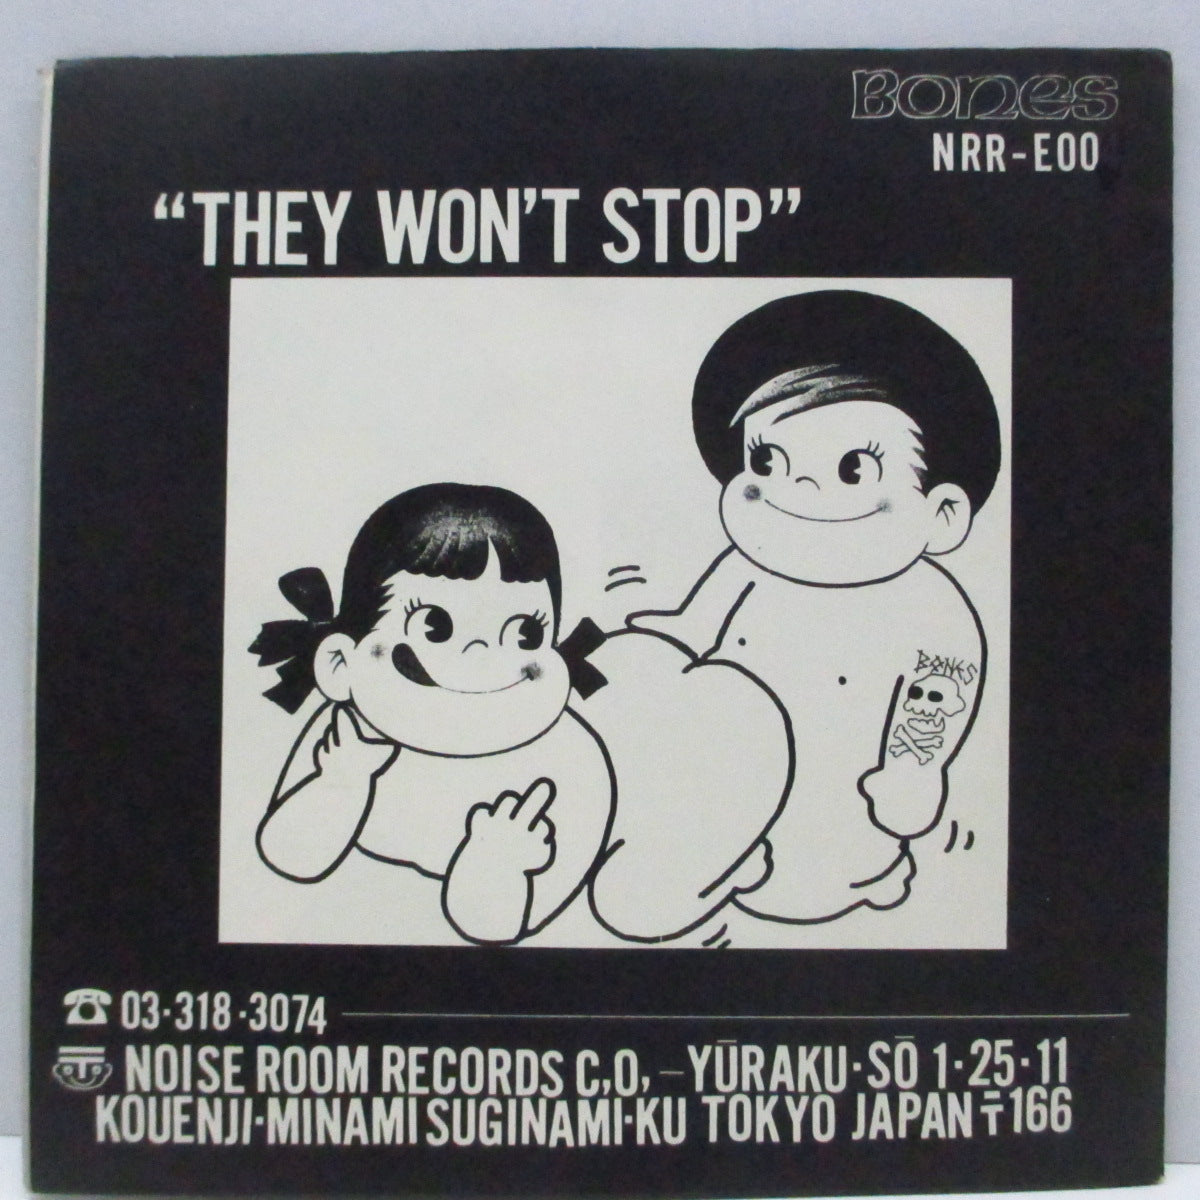 Bones
NRR-E00
“THEY WON'T STOP”
BONES
03·318·3074
NOISE ROOM RECORDS C,O, — YŪRAKU·SŌ 1·25·11
KOUENJI·MINAMI SUGINAMI·KU TOKYO JAPAN 〒166